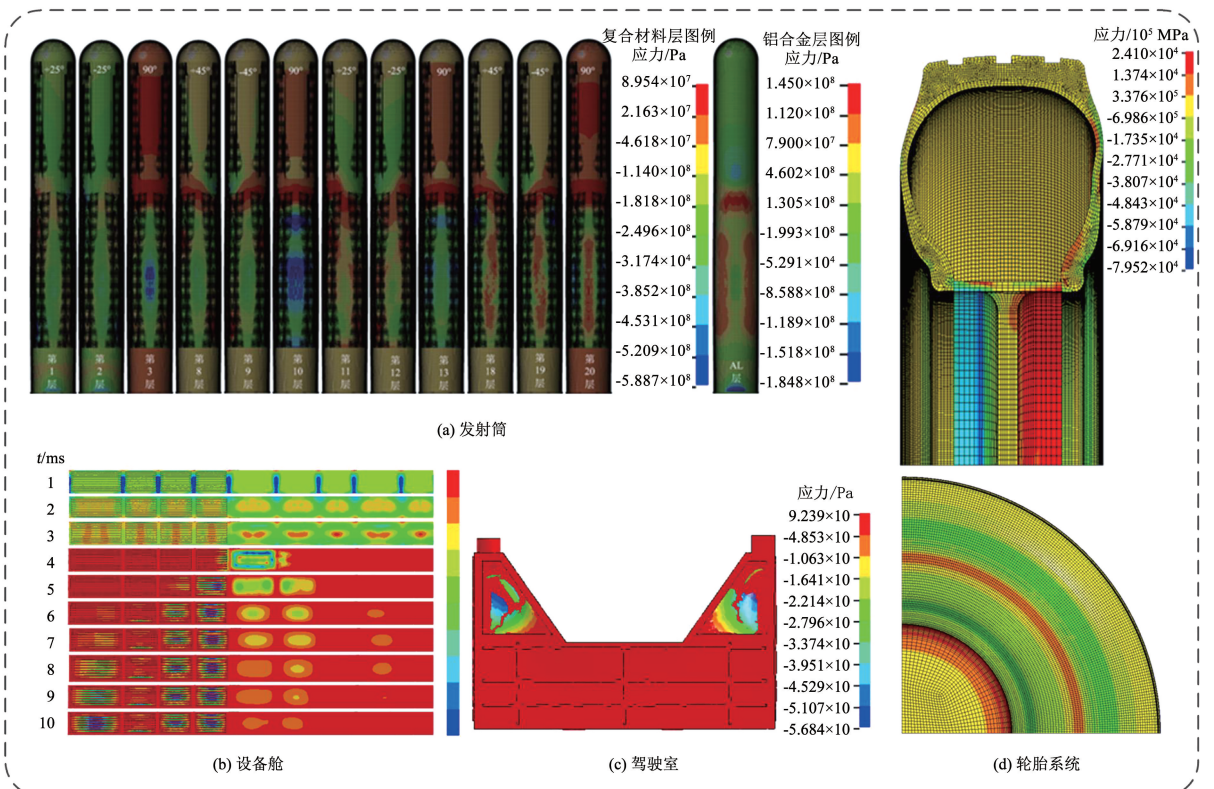 +25°
-25°
90°
+45°
-45°
90°
+25°
-25°
90°
+45°
-45°
90°
第1层
第2层
第3层
第8层
第9层
第10层
第11层
第12层
第13层
第18层
第19层
第20层
复合材料层图例
应力/Pa
8.954×10⁷
2.163×10⁷
-4.618×10⁷
-1.140×10⁸
-1.818×10⁸
-2.496×10⁸
-3.174×10⁴
-3.852×10⁸
-4.531×10⁸
-5.209×10⁸
-5.887×10⁸
AL层
铝合金层图例
应力/Pa
1.450×10⁸
1.120×10⁸
7.900×10⁷
4.602×10⁸
1.305×10⁸
-1.993×10⁸
-5.291×10⁴
-8.588×10⁸
-1.189×10⁸
-1.518×10⁸
-1.848×10⁸
(a) 发射筒
t/ms
1
2
3
4
5
6
7
8
9
10
(b) 设备舱
应力/Pa
9.239×10
-4.853×10
-1.063×10
-1.641×10
-2.214×10
-2.796×10
-3.374×10
-3.951×10
-4.529×10
-5.107×10
-5.684×10
(c) 驾驶室
应力/10⁵ MPa
2.410×10⁴
1.374×10⁴
3.376×10⁵
-6.986×10⁵
-1.735×10⁴
-2.771×10⁴
-3.807×10⁴
-4.843×10⁴
-5.879×10⁴
-6.916×10⁴
-7.952×10⁴
(d) 轮胎系统